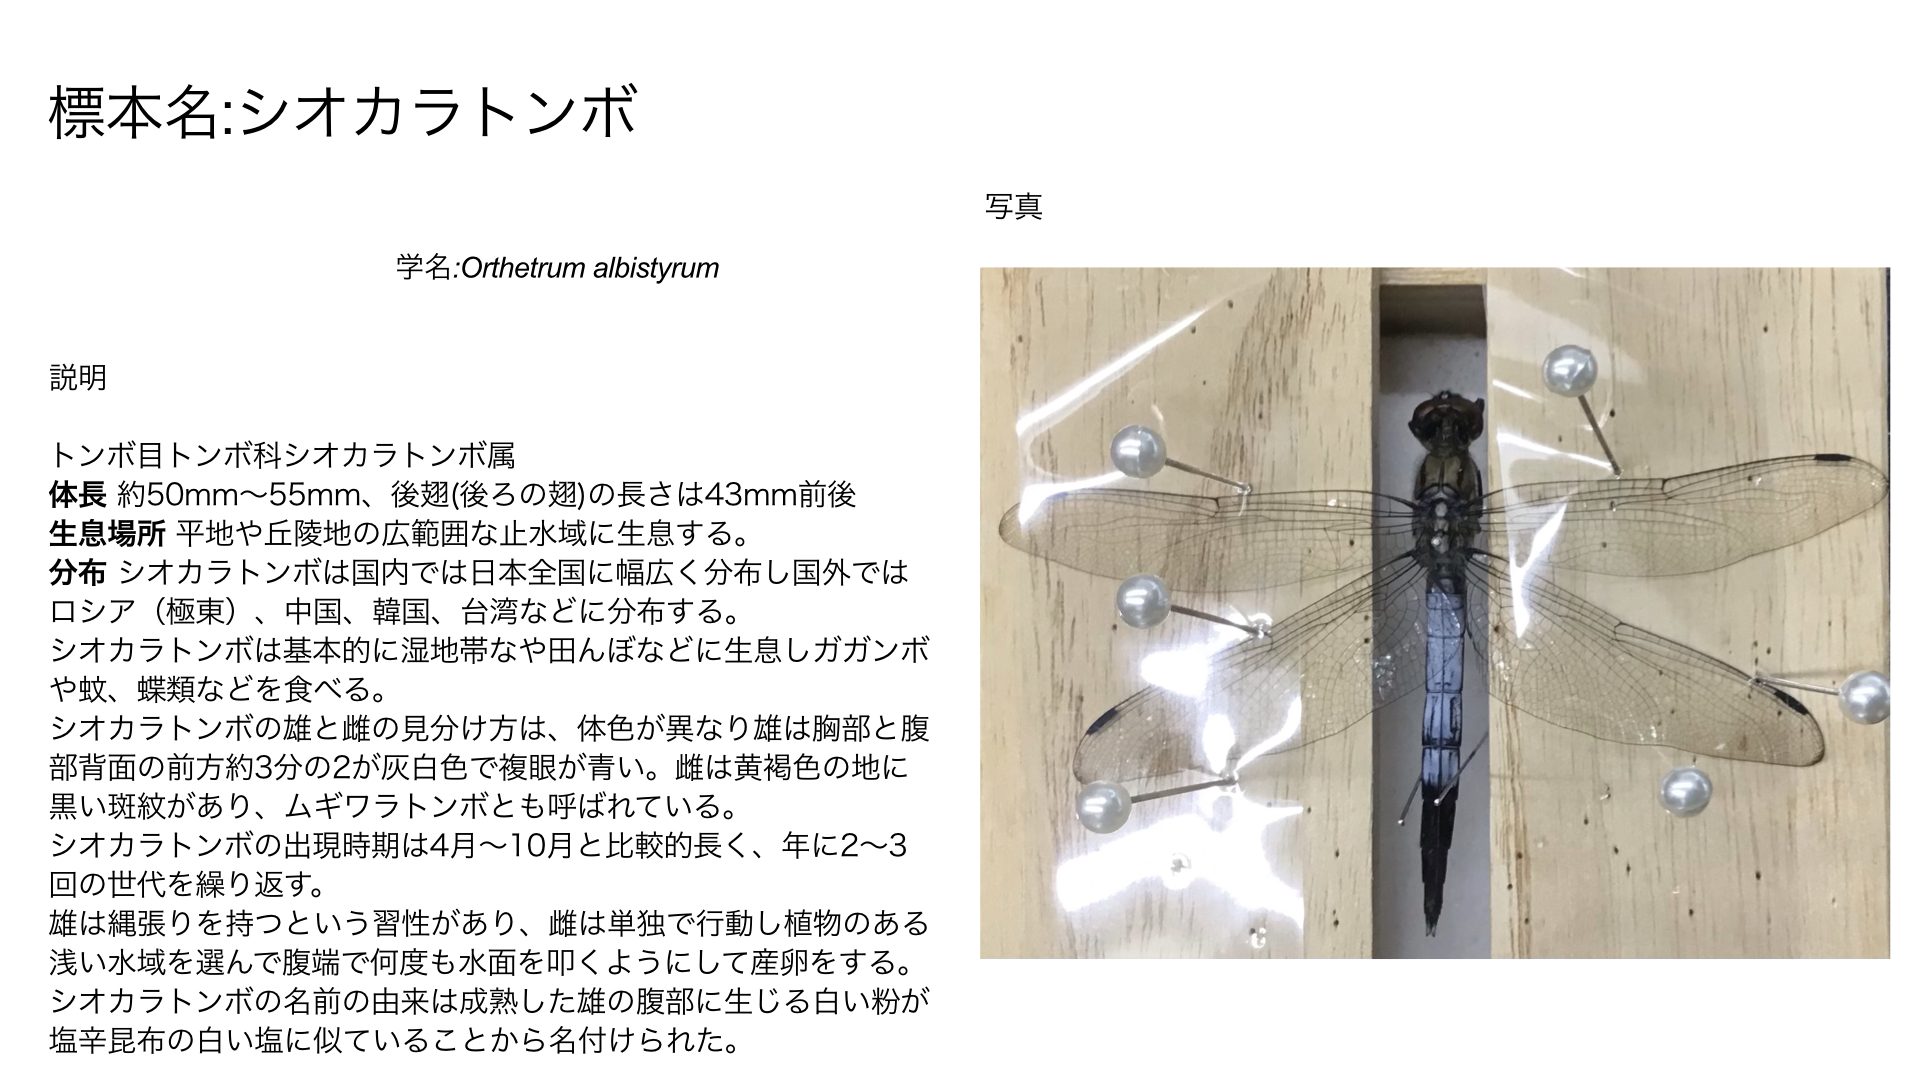 標本名:シオカラトンボ
写真
学名:Orthetrum albistyrum
説明
トンボ目トンボ科シオカラトンボ属
体長 約50mm〜55mm、後翅(後ろの翅)の長さは43mm前後
生息場所 平地や丘陵地の広範囲な止水域に生息する。
分布 シオカラトンボは国内では日本全国に幅広く分布し国外では
ロシア（極東）、中国、韓国、台湾などに分布する。
シオカラトンボは基本的に湿地帯なや田んぼなどに生息しガガンボ
や蚊、蝶類などを食べる。
シオカラトンボの雄と雌の見分け方は、体色が異なり雄は胸部と腹
部背面の前方約3分の2が灰白色で複眼が青い。雌は黄褐色の地に
黒い斑紋があり、ムギワラトンボとも呼ばれている。
シオカラトンボの出現時期は4月〜10月と比較的長く、年に2〜3
回の世代を繰り返す。
雄は縄張りを持つという習性があり、雌は単独で行動し植物のある
浅い水域を選んで腹端で何度も水面を叩くようにして産卵をする。
シオカラトンボの名前の由来は成熟した雄の腹部に生じる白い粉が
塩辛昆布の白い塩に似ていることから名付けられた。